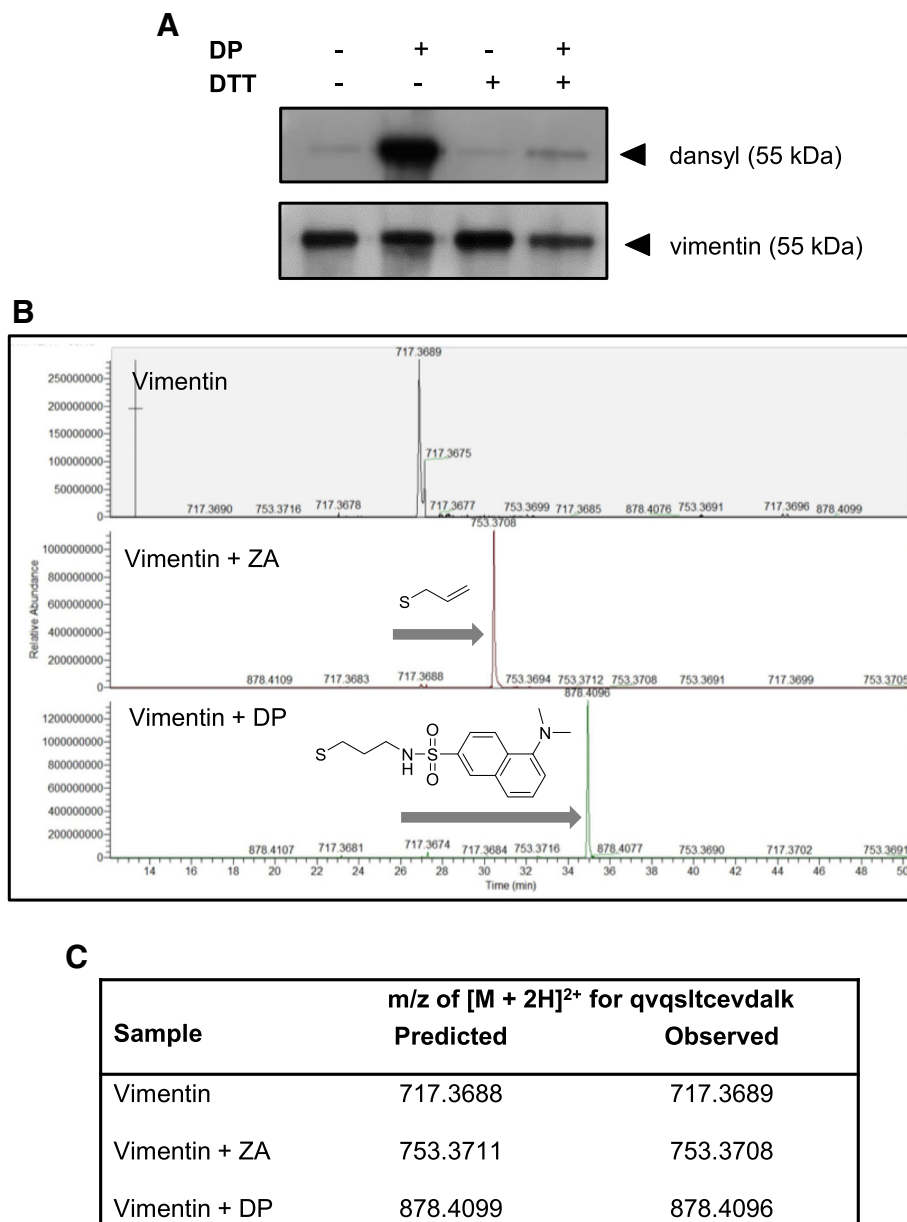 A
DP - + - +
DTT - - + +
dansyl (55 kDa)
vimentin (55 kDa)
B
717.3689
250000000
Vimentin
200000000
150000000
100000000
717.3675
50000000
717.3690 753.3716 717.3678 717.3677 753.3699 717.3685 878.4076 753.3691 717.3696 878.4099
0
753.3708
1000000000
Vimentin + ZA
800000000
600000000
S
400000000
200000000
878.4109 717.3683 717.3688 753.3694 753.3712 753.3708 753.3691 717.3699 753.3705
0
878.4096
1200000000
Vimentin + DP
1000000000
S N H S O O N
800000000
600000000
400000000
200000000
878.4107 717.3681 717.3674 717.3684 753.3716 878.4077 753.3690 717.3702 753.3691
0
14 16 18 20 22 24 26 28 30 32 34 36 38 40 42 44 46 48 50
Time (min)
Relative Abundance
C
m/z of [M + 2H]²⁺ for qvqsltcevdalk
Sample Predicted Observed
Vimentin 717.3688 717.3689
Vimentin + ZA 753.3711 753.3708
Vimentin + DP 878.4099 878.4096